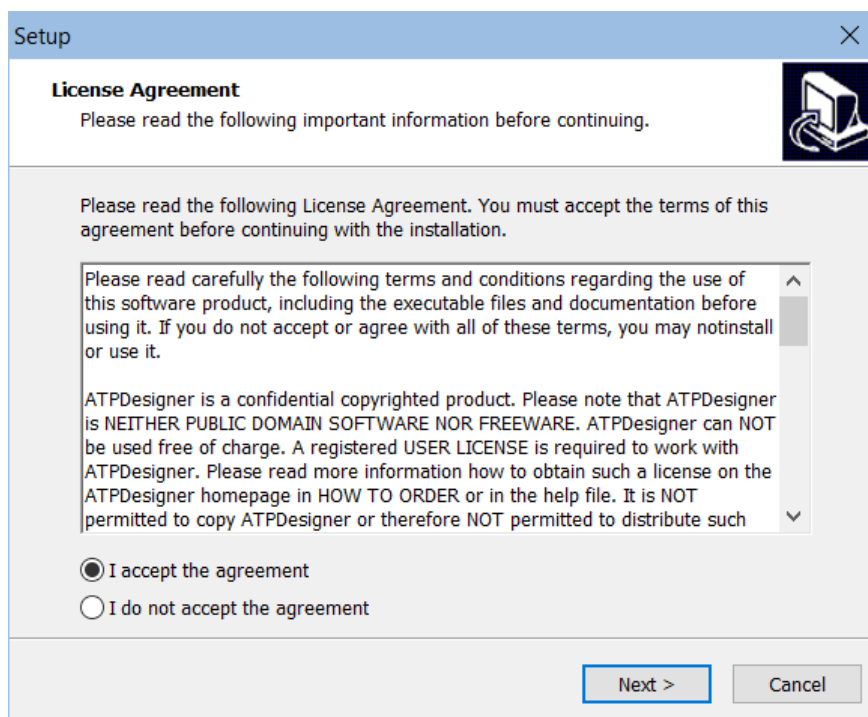 Setup
License Agreement
Please read the following important information before continuing.
Please read the following License Agreement. You must accept the terms of this
agreement before continuing with the installation.
Please read carefully the following terms and conditions regarding the use of
this software product, including the executable files and documentation before
using it. If you do not accept or agree with all of these terms, you may notinstall
or use it.
ATPDesigner is a confidential copyrighted product. Please note that ATPDesigner
is NEITHER PUBLIC DOMAIN SOFTWARE NOR FREEWARE. ATPDesigner can NOT
be used free of charge. A registered USER LICENSE is required to work with
ATPDesigner. Please read more information how to obtain such a license on the
ATPDesigner homepage in HOW TO ORDER or in the help file. It is NOT
permitted to copy ATPDesigner or therefore NOT permitted to distribute such
I accept the agreement
I do not accept the agreement
Next >
Cancel